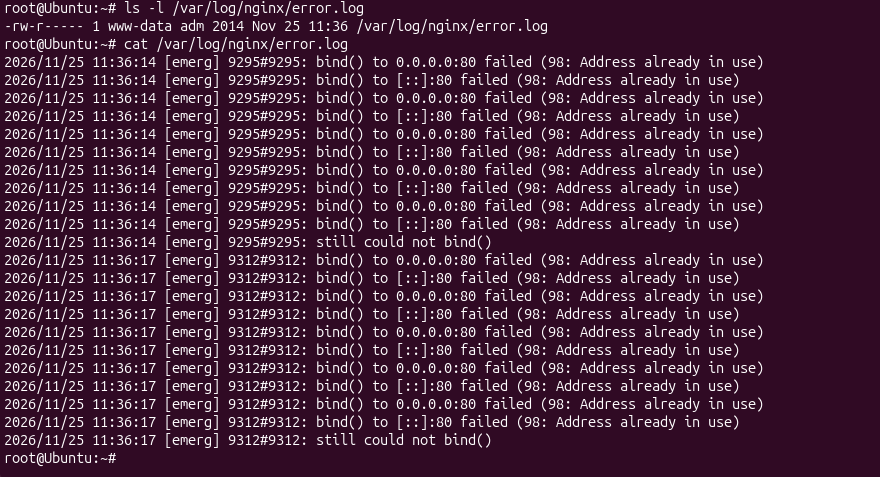 root@Ubuntu:~# ls -l /var/log/nginx/error.log
-rw-r----- 1 www-data adm 2014 Nov 25 11:36 /var/log/nginx/error.log
root@Ubuntu:~# cat /var/log/nginx/error.log
2026/11/25 11:36:14 [emerg] 9295#9295: bind() to 0.0.0.0:80 failed (98: Address already in use)
2026/11/25 11:36:14 [emerg] 9295#9295: bind() to [::]:80 failed (98: Address already in use)
2026/11/25 11:36:14 [emerg] 9295#9295: bind() to 0.0.0.0:80 failed (98: Address already in use)
2026/11/25 11:36:14 [emerg] 9295#9295: bind() to [::]:80 failed (98: Address already in use)
2026/11/25 11:36:14 [emerg] 9295#9295: bind() to 0.0.0.0:80 failed (98: Address already in use)
2026/11/25 11:36:14 [emerg] 9295#9295: bind() to [::]:80 failed (98: Address already in use)
2026/11/25 11:36:14 [emerg] 9295#9295: bind() to 0.0.0.0:80 failed (98: Address already in use)
2026/11/25 11:36:14 [emerg] 9295#9295: bind() to [::]:80 failed (98: Address already in use)
2026/11/25 11:36:14 [emerg] 9295#9295: bind() to 0.0.0.0:80 failed (98: Address already in use)
2026/11/25 11:36:14 [emerg] 9295#9295: bind() to [::]:80 failed (98: Address already in use)
2026/11/25 11:36:14 [emerg] 9295#9295: still could not bind()
2026/11/25 11:36:17 [emerg] 9312#9312: bind() to 0.0.0.0:80 failed (98: Address already in use)
2026/11/25 11:36:17 [emerg] 9312#9312: bind() to [::]:80 failed (98: Address already in use)
2026/11/25 11:36:17 [emerg] 9312#9312: bind() to 0.0.0.0:80 failed (98: Address already in use)
2026/11/25 11:36:17 [emerg] 9312#9312: bind() to [::]:80 failed (98: Address already in use)
2026/11/25 11:36:17 [emerg] 9312#9312: bind() to 0.0.0.0:80 failed (98: Address already in use)
2026/11/25 11:36:17 [emerg] 9312#9312: bind() to [::]:80 failed (98: Address already in use)
2026/11/25 11:36:17 [emerg] 9312#9312: bind() to 0.0.0.0:80 failed (98: Address already in use)
2026/11/25 11:36:17 [emerg] 9312#9312: bind() to [::]:80 failed (98: Address already in use)
2026/11/25 11:36:17 [emerg] 9312#9312: bind() to 0.0.0.0:80 failed (98: Address already in use)
2026/11/25 11:36:17 [emerg] 9312#9312: bind() to [::]:80 failed (98: Address already in use)
2026/11/25 11:36:17 [emerg] 9312#9312: still could not bind()
root@Ubuntu:~#